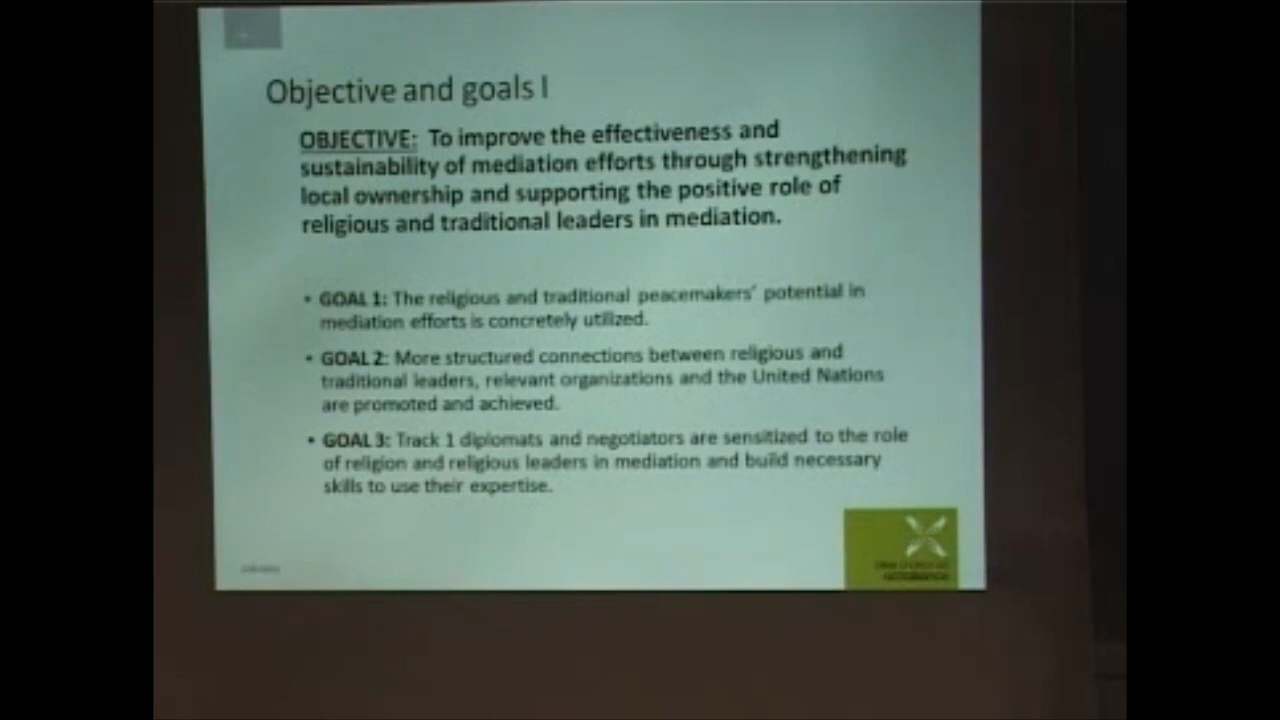 Objective and goals I
OBJECTIVE: To improve the effectiveness and
sustainability of mediation efforts through strengthening
local ownership and supporting the positive role of
religious and traditional leaders in mediation.
• GOAL 1: The religious and traditional peacemakers' potential in
mediation efforts is concretely utilized.
• GOAL 2: More structured connections between religious and
traditional leaders, relevant organizations and the United Nations
are promoted and achieved.
• GOAL 3: Track 1 diplomats and negotiators are sensitized to the role
of religion and religious leaders in mediation and build necessary
skills to use their expertise.